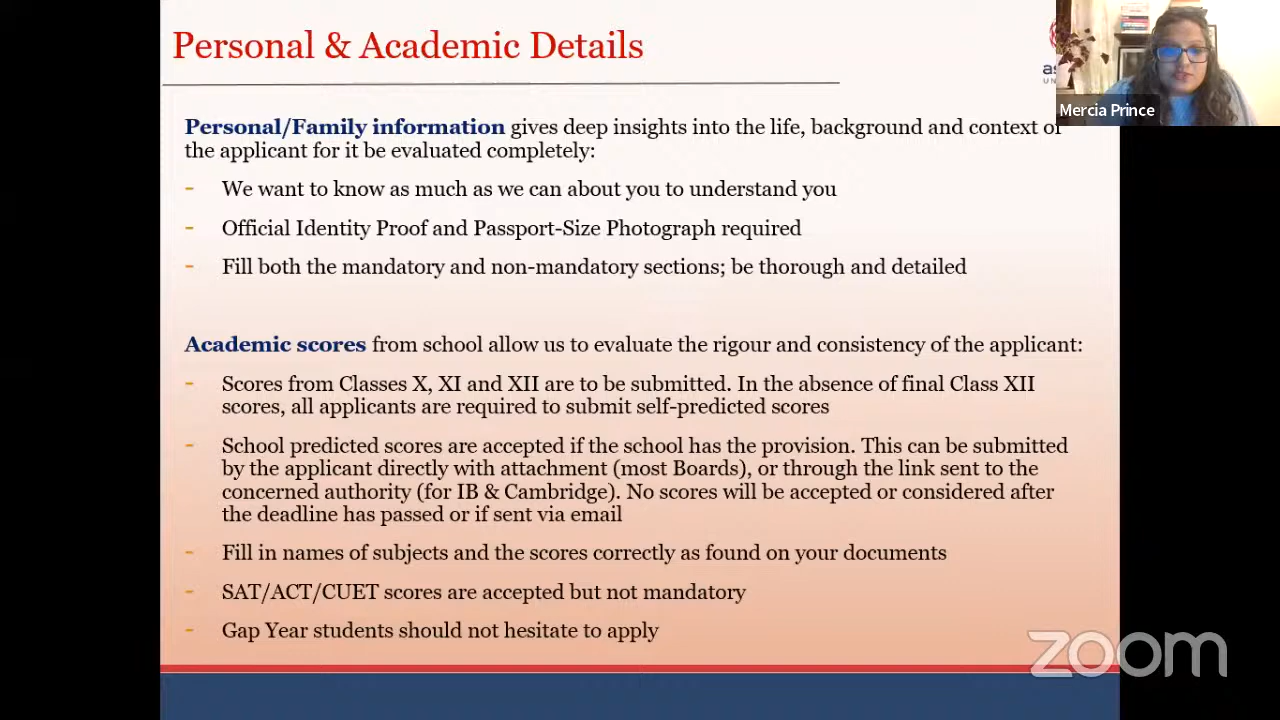 Personal & Academic Details
Mercia Prince
Personal/Family information gives deep insights into the life, background and context of
the applicant for it be evaluated completely:
- We want to know as much as we can about you to understand you
- Official Identity Proof and Passport-Size Photograph required
- Fill both the mandatory and non-mandatory sections; be thorough and detailed
Academic scores from school allow us to evaluate the rigour and consistency of the applicant:
- Scores from Classes X, XI and XII are to be submitted. In the absence of final Class XII
scores, all applicants are required to submit self-predicted scores
- School predicted scores are accepted if the school has the provision. This can be submitted
by the applicant directly with attachment (most Boards), or through the link sent to the
concerned authority (for IB & Cambridge). No scores will be accepted or considered after
the deadline has passed or if sent via email
- Fill in names of subjects and the scores correctly as found on your documents
- SAT/ACT/CUET scores are accepted but not mandatory
- Gap Year students should not hesitate to apply
zoom